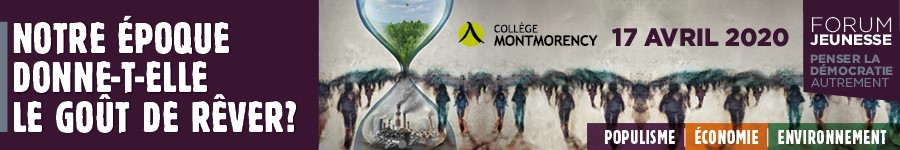 NOTRE ÉPOQUE
DONNE-T-ELLE
LE GOÛT DE RÊVER?
COLLÈGE
MONTMORENCY
17 AVRIL 2020
FORUM
JEUNESSE
PENSER LA
DÉMOCRATIE
AUTREMENT
POPULISME | ÉCONOMIE | ENVIRONNEMENT